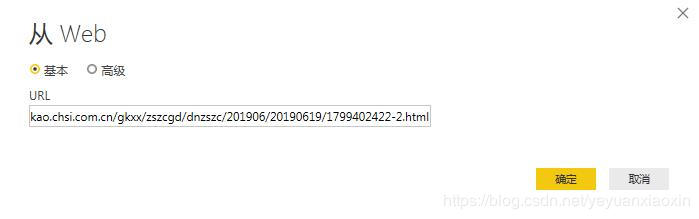 从 Web
基本 高级
URL
kao.chsi.com.cn/gkxx/zszcgd/dnzszc/201906/20190619/1799402422-2.html
确定 取消
https://blog.csdn.net/yeyuanxiaoxin